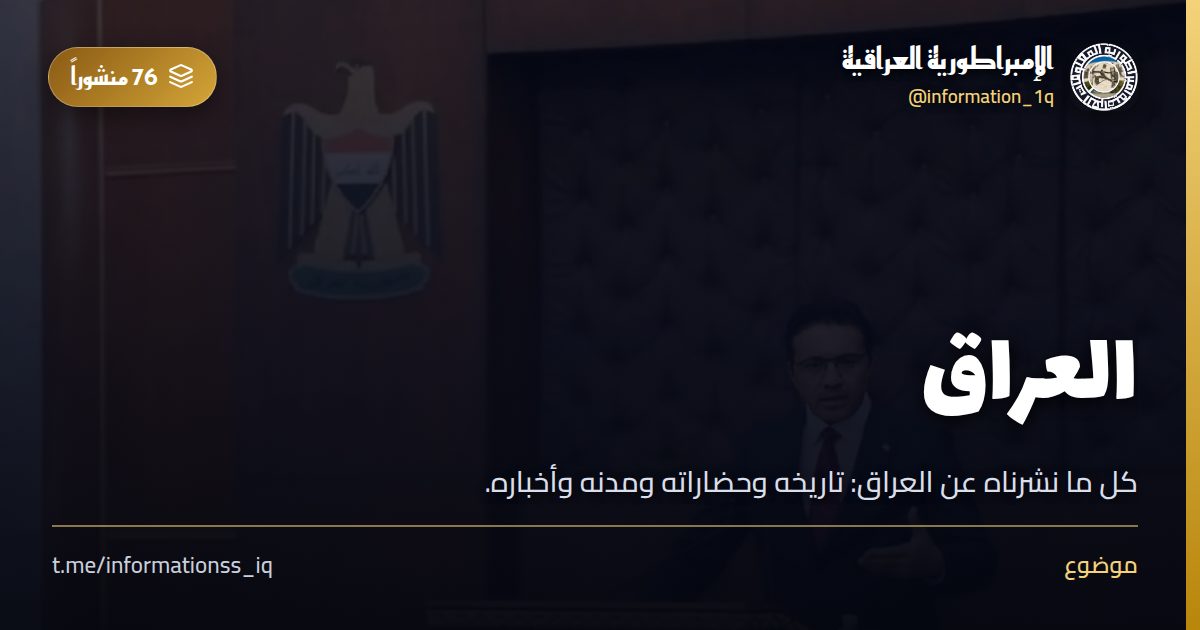 الإمبراطورية العراقية
@information_1q
76 منشوراً
العراق
كل ما نشرناه عن العراق: تاريخه وحضاراته ومدنه وأخباره.
موضوع
t.me/informationss_iq